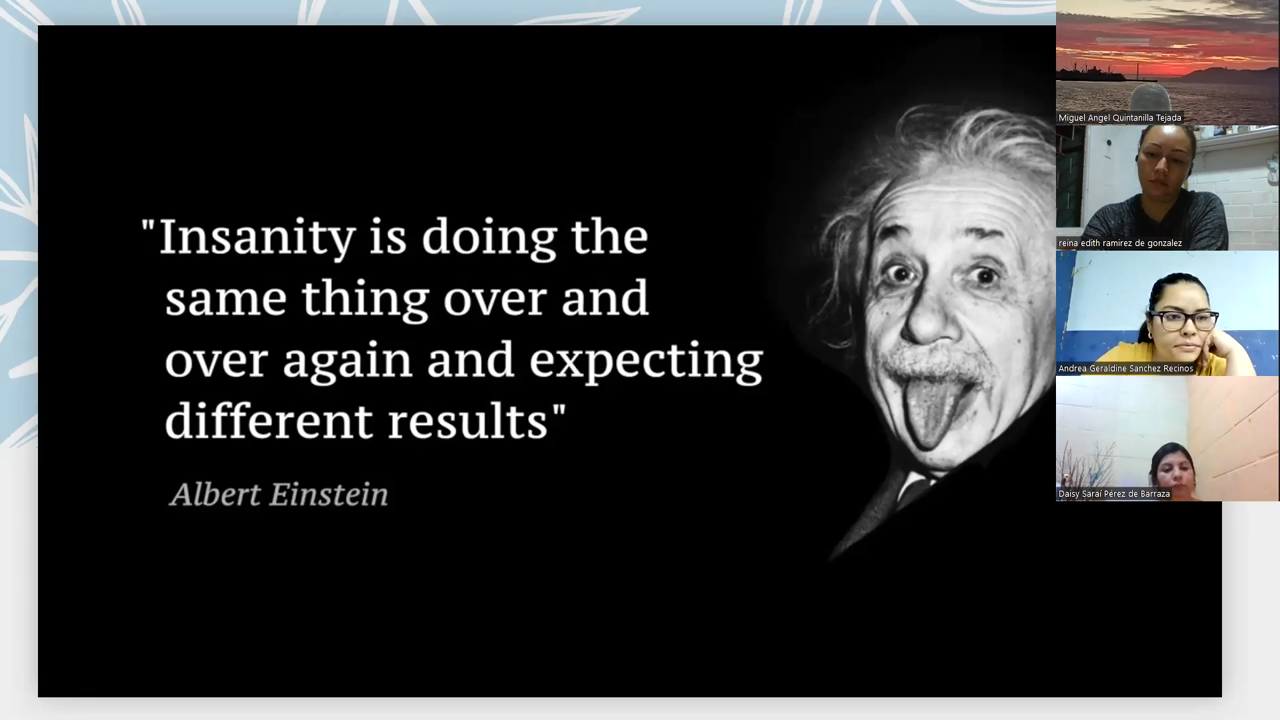 "Insanity is doing the
same thing over and
over again and expecting
different results"
Albert Einstein
Miguel Angel Quintanilla Tejada
reina edith ramirez de gonzalez
Andrea Geraldine Sanchez Recinos
Daisy Saraí Pérez de Barraza